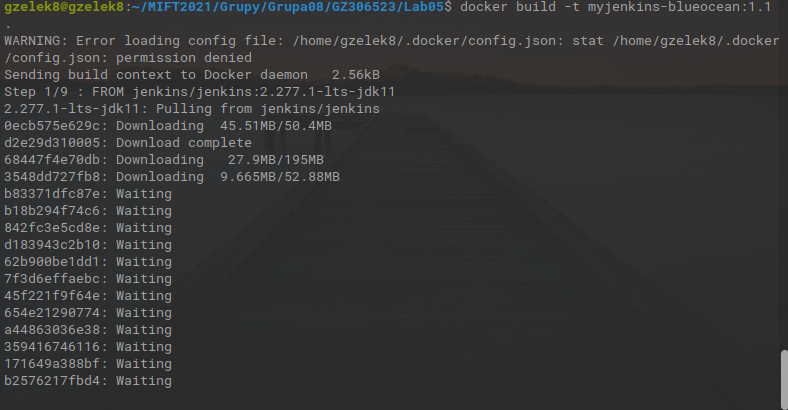 gzelek8@gzelek8:~/MIFT2021/Grupy/Grupa08/GZ306523/Lab05$ docker build -t myjenkins-blueocean:1.1
.
WARNING: Error loading config file: /home/gzelek8/.docker/config.json: stat /home/gzelek8/.docker
/config.json: permission denied
Sending build context to Docker daemon   2.56kB
Step 1/9 : FROM jenkins/jenkins:2.277.1-lts-jdk11
2.277.1-lts-jdk11: Pulling from jenkins/jenkins
0ecb575e629c: Downloading  45.51MB/50.4MB
d2e29d310005: Download complete
68447f4e70db: Downloading   27.9MB/195MB
3548dd727fb8: Downloading  9.665MB/52.88MB
b83371dfc87e: Waiting
b18b294f74c6: Waiting
842fc3e5cd8e: Waiting
d183943c2b10: Waiting
62b900be1dd1: Waiting
7f3d6effaebc: Waiting
45f221f9f64e: Waiting
654e21290774: Waiting
a44863036e38: Waiting
359416746116: Waiting
171649a388bf: Waiting
b2576217fbd4: Waiting